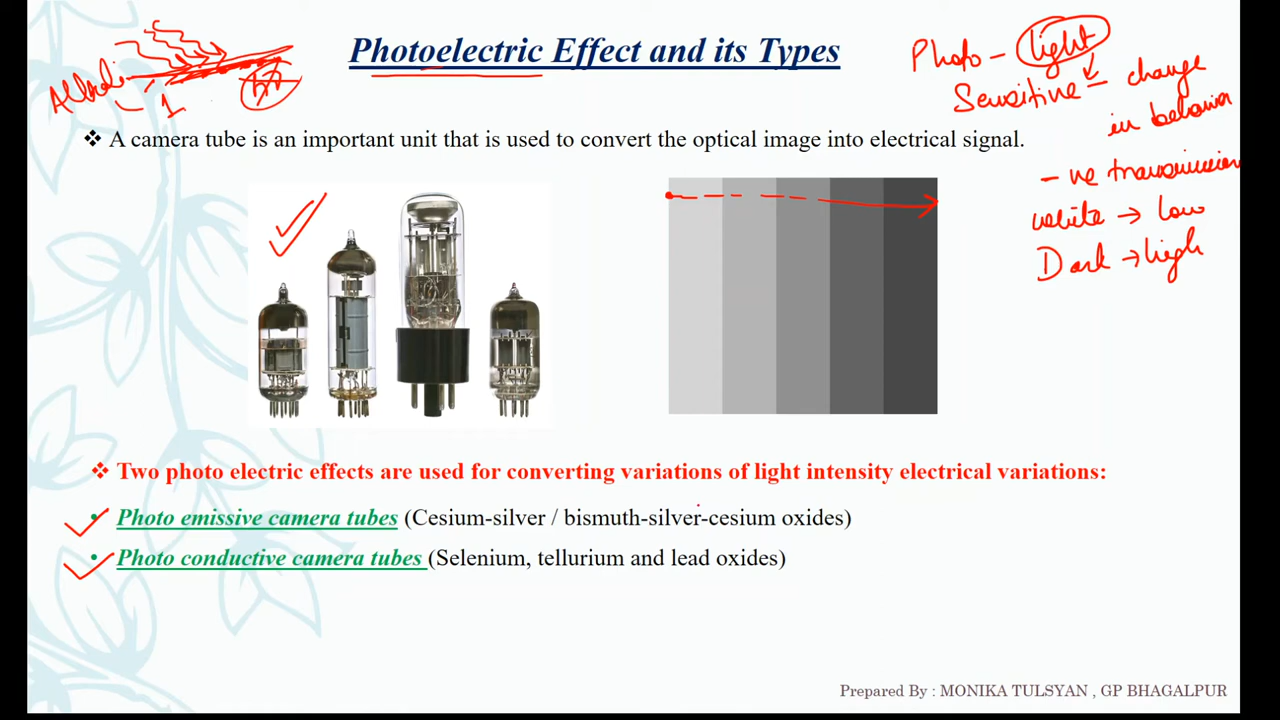 Photoelectric Effect and its Types
Photo - light
Sensitive - change
in behavior
- ve transmission
white → low
Dark → high
1
❖ A camera tube is an important unit that is used to convert the optical image into electrical signal.
❖ Two photo electric effects are used for converting variations of light intensity electrical variations:
• Photo emissive camera tubes (Cesium-silver / bismuth-silver-cesium oxides)
• Photo conductive camera tubes (Selenium, tellurium and lead oxides)
Prepared By : MONIKA TULSYAN , GP BHAGALPUR